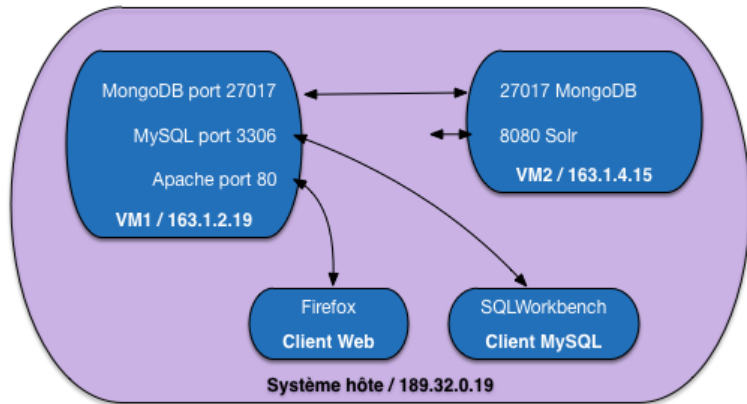 MongoDB port 27017
MySQL port 3306
Apache port 80
VM1 / 163.1.2.19
27017 MongoDB
8080 Solr
VM2 / 163.1.4.15
Firefox
Client Web
SQLWorkbench
Client MySQL
Système hôte / 189.32.0.19